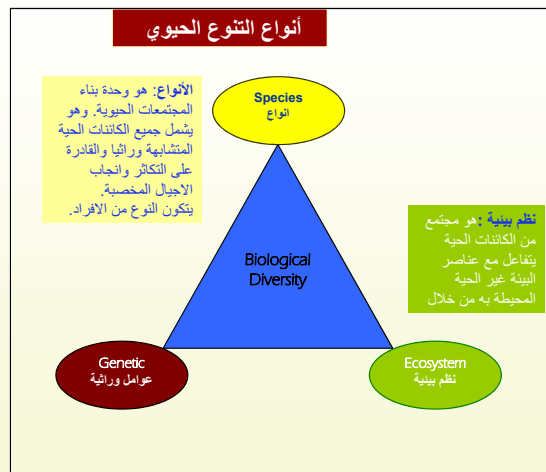 أنواع التنوع الحيوي
Species
انواع
الأنواع: هو وحدة بناء
المجتمعات الحيوية. وهو
يشمل جميع الكائنات الحية
المتشابهة وراثيا والقادرة
على التكاثر وانجاب
الاجيال المخصبة.
يتكون النوع من الافراد.
نظم بيئية :هو مجتمع
من الكائنات الحية
يتفاعل مع عناصر
البيئة غير الحية
المحيطة به من خلال
Biological
Diversity
Genetic
عوامل وراثية
Ecosystem
نظم بيئية